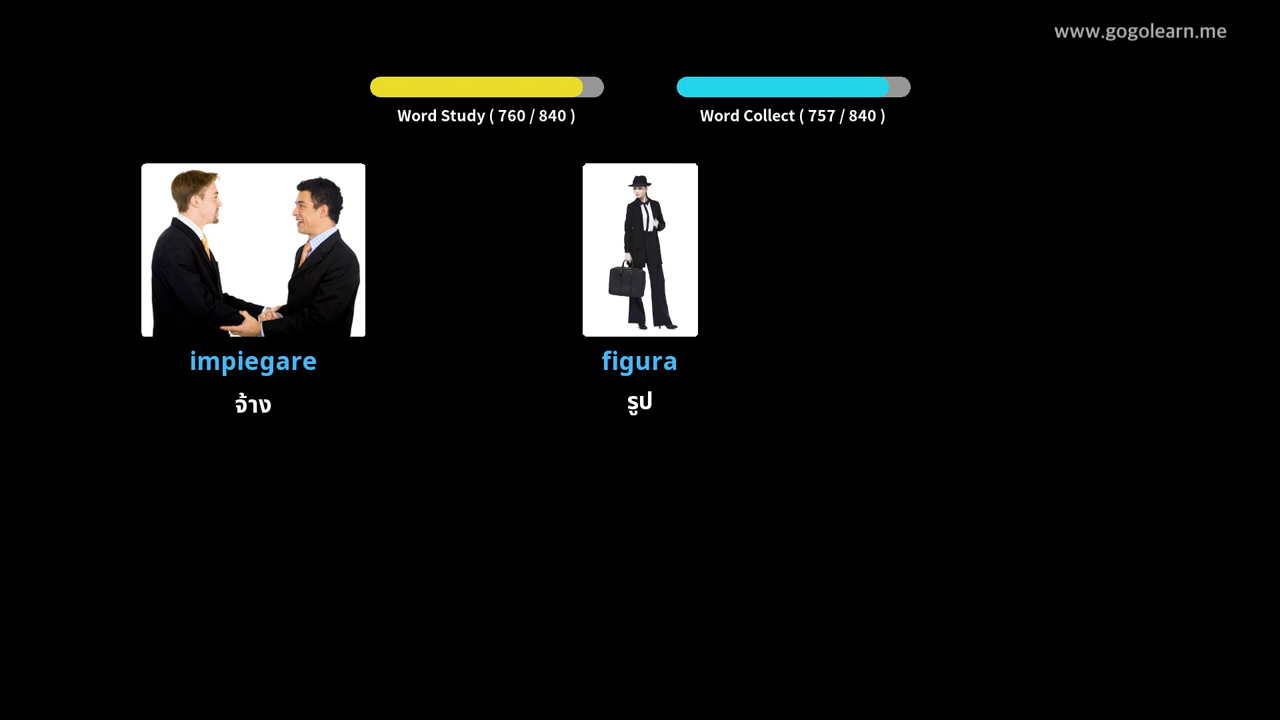 www.gogolearn.me
Word Study ( 760 / 840 )
Word Collect ( 757 / 840 )
impiegare
จ้าง
figura
รูป